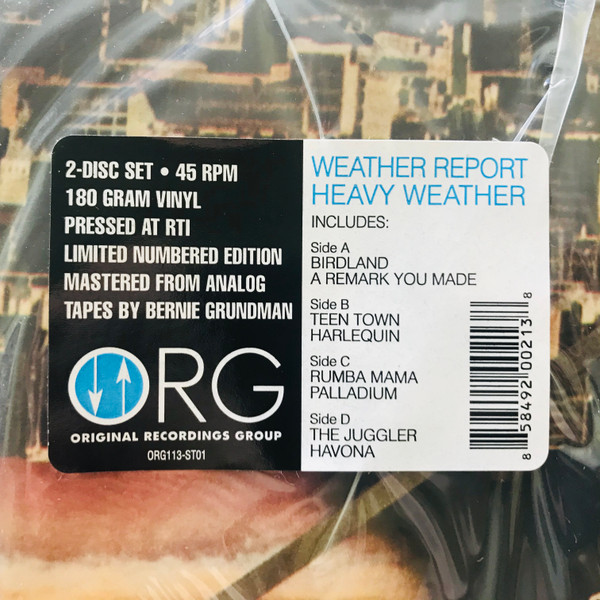 2-DISC SET • 45 RPM
180 GRAM VINYL
PRESSED AT RTI
LIMITED NUMBERED EDITION
MASTERED FROM ANALOG
TAPES BY BERNIE GRUNDMAN
ORG
ORIGINAL RECORDINGS GROUP
ORG113-ST01
WEATHER REPORT
HEAVY WEATHER
INCLUDES:
Side A
BIRDLAND
A REMARK YOU MADE
Side B
TEEN TOWN
HARLEQUIN
Side C
RUMBA MAMA
PALLADIUM
Side D
THE JUGGLER
HAVONA
8 58492 00213 8